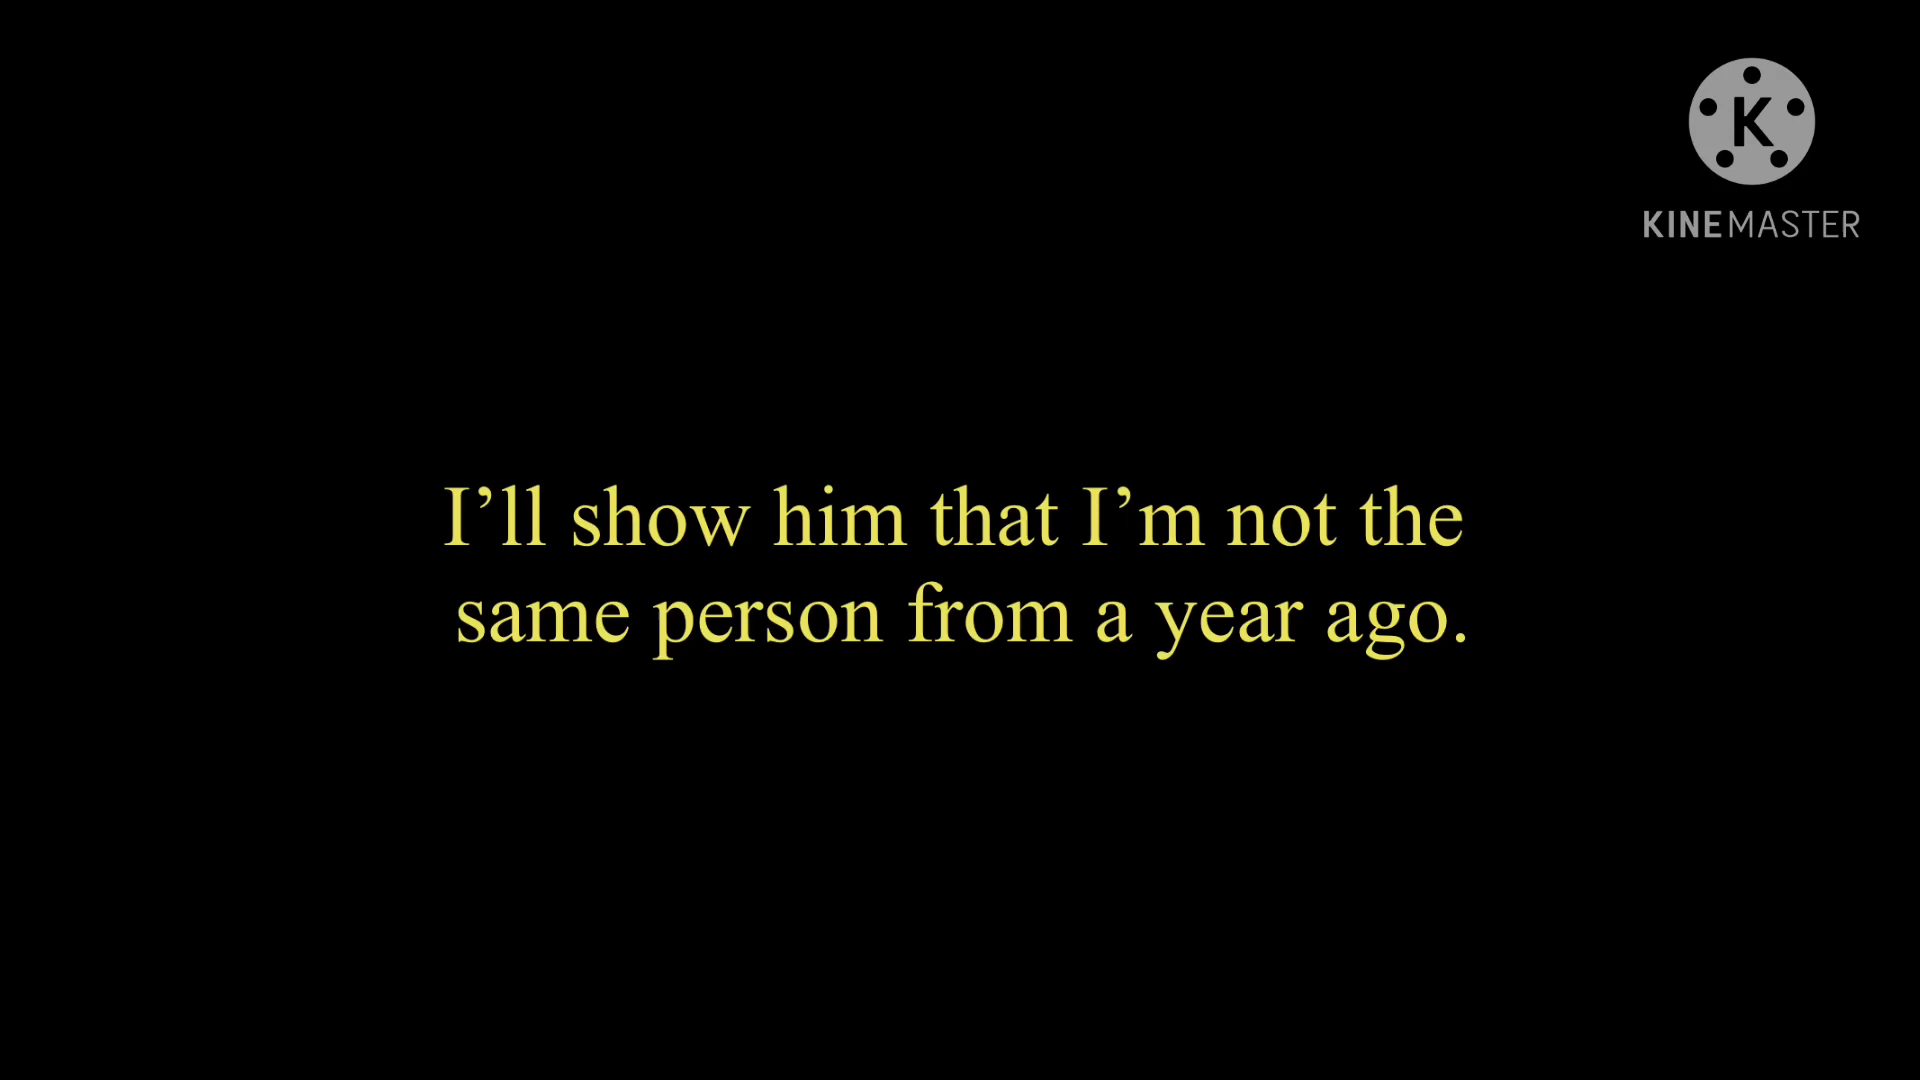 K
KINEMASTER
I’ll show him that I’m not the
same person from a year ago.